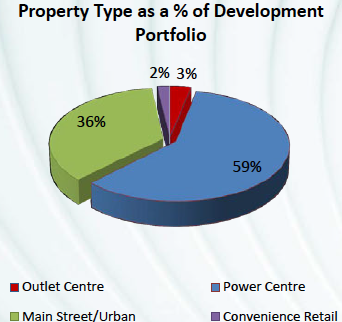 Property Type as a % of Development
Portfolio
2% 3%
36%
59%
Outlet Centre Power Centre
Main Street/Urban Convenience Retail